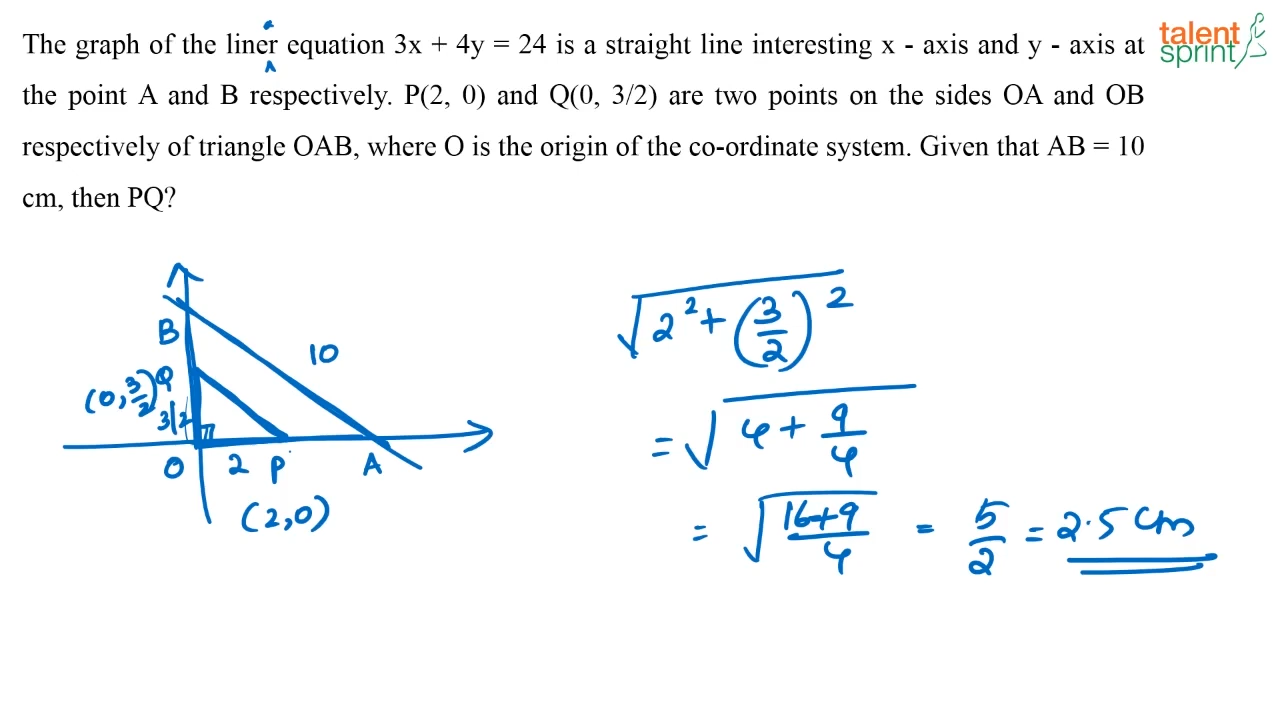 The graph of the liner equation 3x + 4y = 24 is a straight line interesting x - axis and y - axis at
the point A and B respectively. P(2, 0) and Q(0, 3/2) are two points on the sides OA and OB
respectively of triangle OAB, where O is the origin of the co-ordinate system. Given that AB = 10
cm, then PQ?
a
^
talent
sprint
B
10
(0, 3/2) Q
3/2
O 2 P A
(2,0)
√(2² + (3/2)²)
= √(4 + 9/4)
= √((16+9)/4) = 5/2 = 2.5 cm